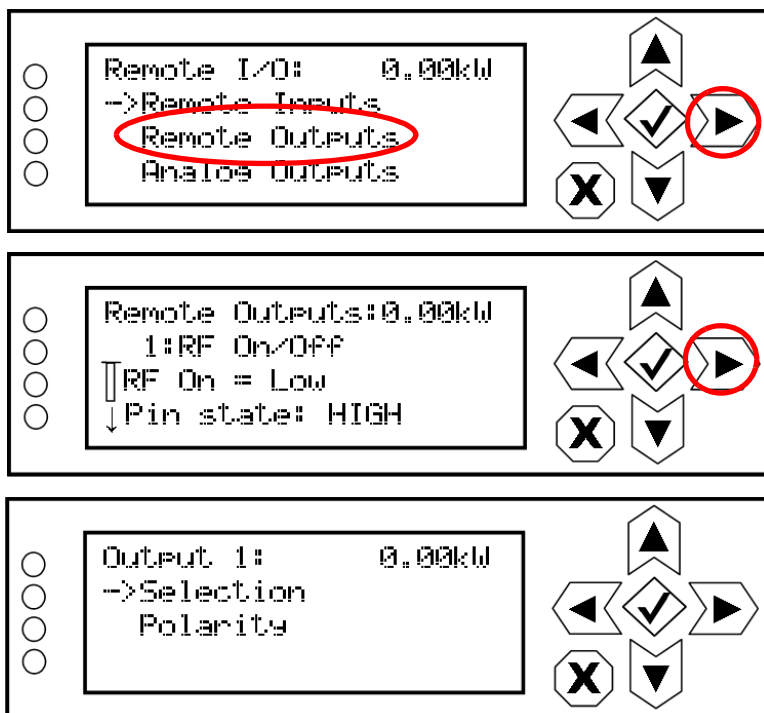 Remote I/O: 0.00kW
->Remote Inputs
Remote Outputs
Analog Outputs
X
Remote Outputs:0.00kW
1:RF On/Off
RF On = Low
↓Pin state: HIGH
X
Output 1: 0.00kW
->Selection
Polarity
X